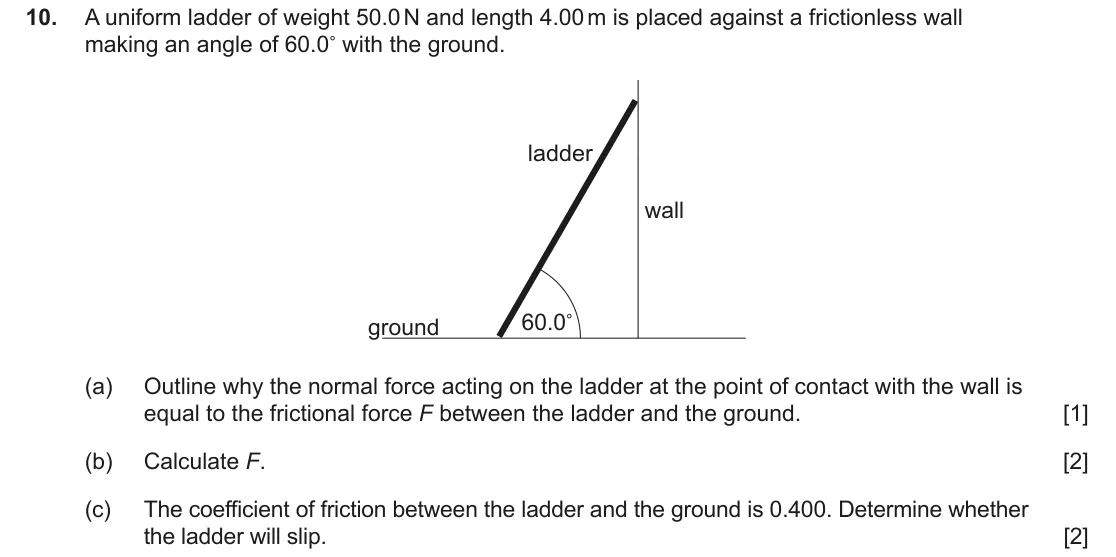 10. A uniform ladder of weight 50.0 N and length 4.00 m is placed against a frictionless wall
making an angle of 60.0° with the ground.
ladder
wall
60.0°
ground
(a) Outline why the normal force acting on the ladder at the point of contact with the wall is
equal to the frictional force F between the ladder and the ground. [1]
(b) Calculate F. [2]
(c) The coefficient of friction between the ladder and the ground is 0.400. Determine whether
the ladder will slip. [2]